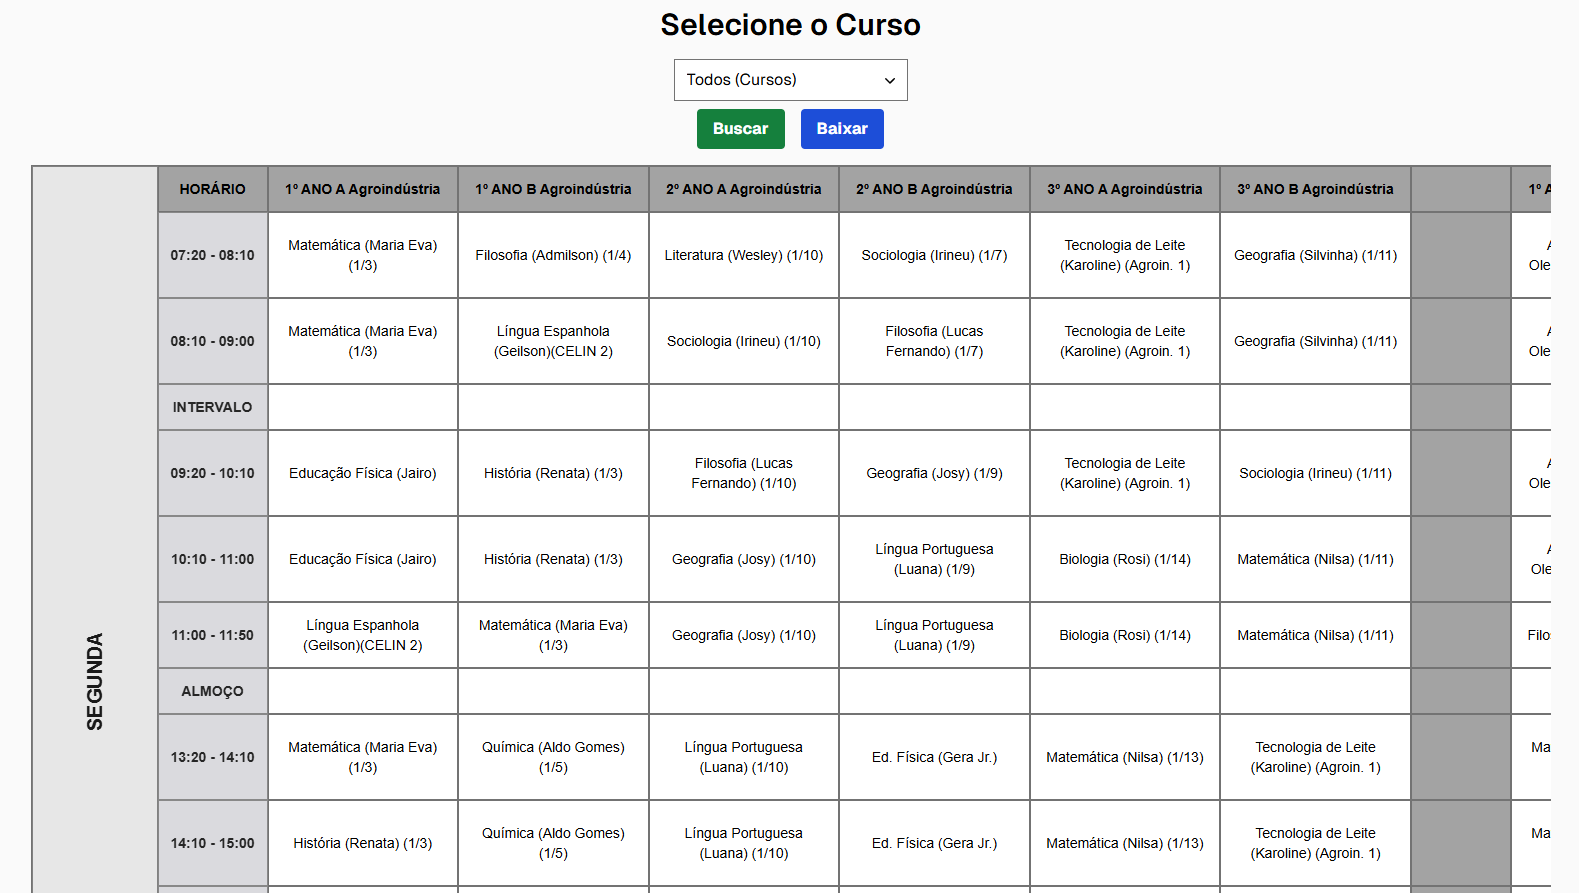 Selecione o Curso
Todos (Cursos)
Buscar Baixar
SEGUNDA
HORÁRIO 1º ANO A Agroindústria 1º ANO B Agroindústria 2º ANO A Agroindústria 2º ANO B Agroindústria 3º ANO A Agroindústria 3º ANO B Agroindústria 1º A
07:20 - 08:10
Matemática (Maria Eva)
(1/3)
Filosofia (Admilson) (1/4)
Literatura (Wesley) (1/10)
Sociologia (Irineu) (1/7)
Tecnologia de Leite
(Karoline) (Agroin. 1)
Geografia (Silvinha) (1/11)
Ole
08:10 - 09:00
Matemática (Maria Eva)
(1/3)
Língua Espanhola
(Geilson)(CELIN 2)
Sociologia (Irineu) (1/10)
Filosofia (Lucas
Fernando) (1/7)
Tecnologia de Leite
(Karoline) (Agroin. 1)
Geografia (Silvinha) (1/11)
Ole
INTERVALO
09:20 - 10:10
Educação Física (Jairo)
História (Renata) (1/3)
Filosofia (Lucas
Fernando) (1/10)
Geografia (Josy) (1/9)
Tecnologia de Leite
(Karoline) (Agroin. 1)
Sociologia (Irineu) (1/11)
Ole
10:10 - 11:00
Educação Física (Jairo)
História (Renata) (1/3)
Geografia (Josy) (1/10)
Língua Portuguesa
(Luana) (1/9)
Biologia (Rosi) (1/14)
Matemática (Nilsa) (1/11)
Ole
11:00 - 11:50
Língua Espanhola
(Geilson)(CELIN 2)
Matemática (Maria Eva)
(1/3)
Geografia (Josy) (1/10)
Língua Portuguesa
(Luana) (1/9)
Biologia (Rosi) (1/14)
Matemática (Nilsa) (1/11)
Filo
ALMOÇO
13:20 - 14:10
Matemática (Maria Eva)
(1/3)
Química (Aldo Gomes)
(1/5)
Língua Portuguesa
(Luana) (1/10)
Ed. Física (Gera Jr.)
Matemática (Nilsa) (1/13)
Tecnologia de Leite
(Karoline) (Agroin. 1)
Ma
14:10 - 15:00
História (Renata) (1/3)
Química (Aldo Gomes)
(1/5)
Língua Portuguesa
(Luana) (1/10)
Ed. Física (Gera Jr.)
Matemática (Nilsa) (1/13)
Tecnologia de Leite
(Karoline) (Agroin. 1)
Ma